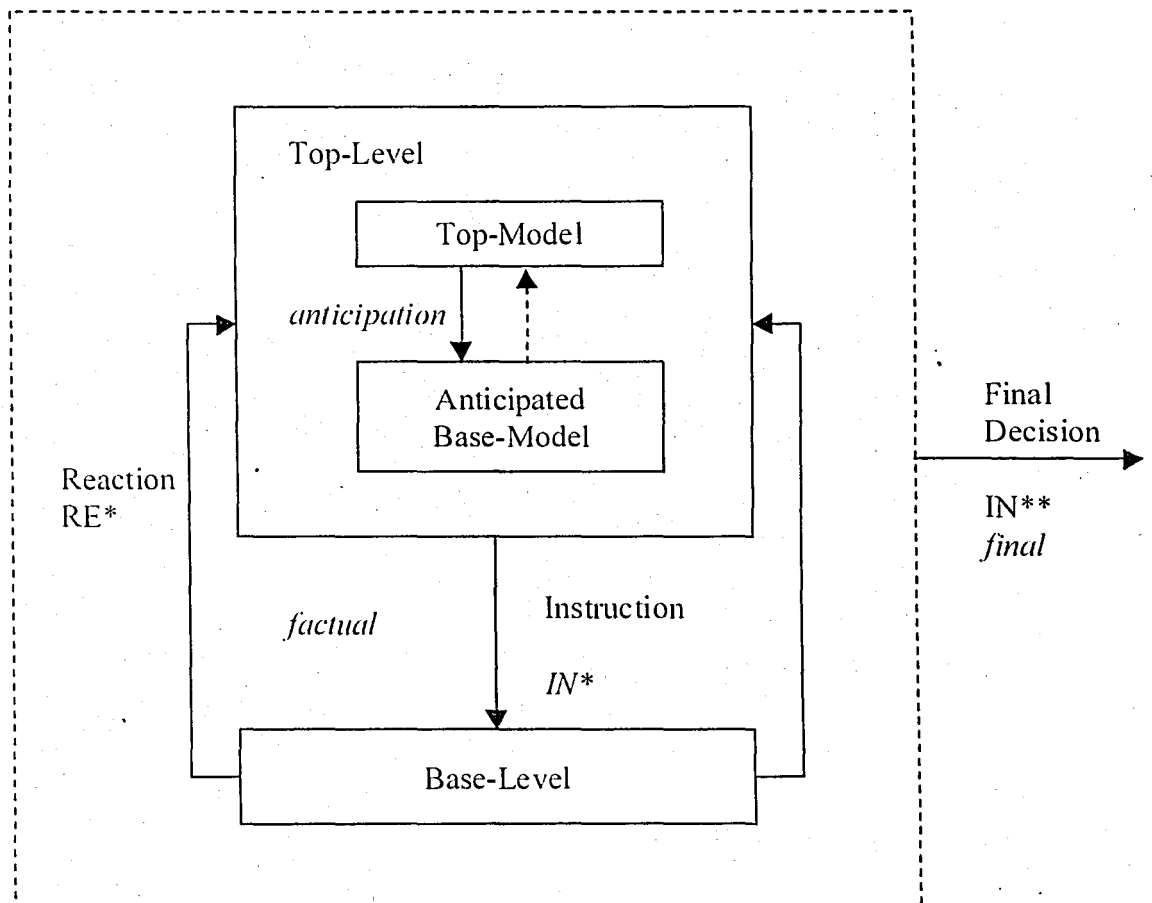 Top-Level
Top-Model
anticipation
Anticipated
Base-Model
Final
Decision
Reaction
RE*
IN**
final
Instruction
factual
IN*
Base-Level